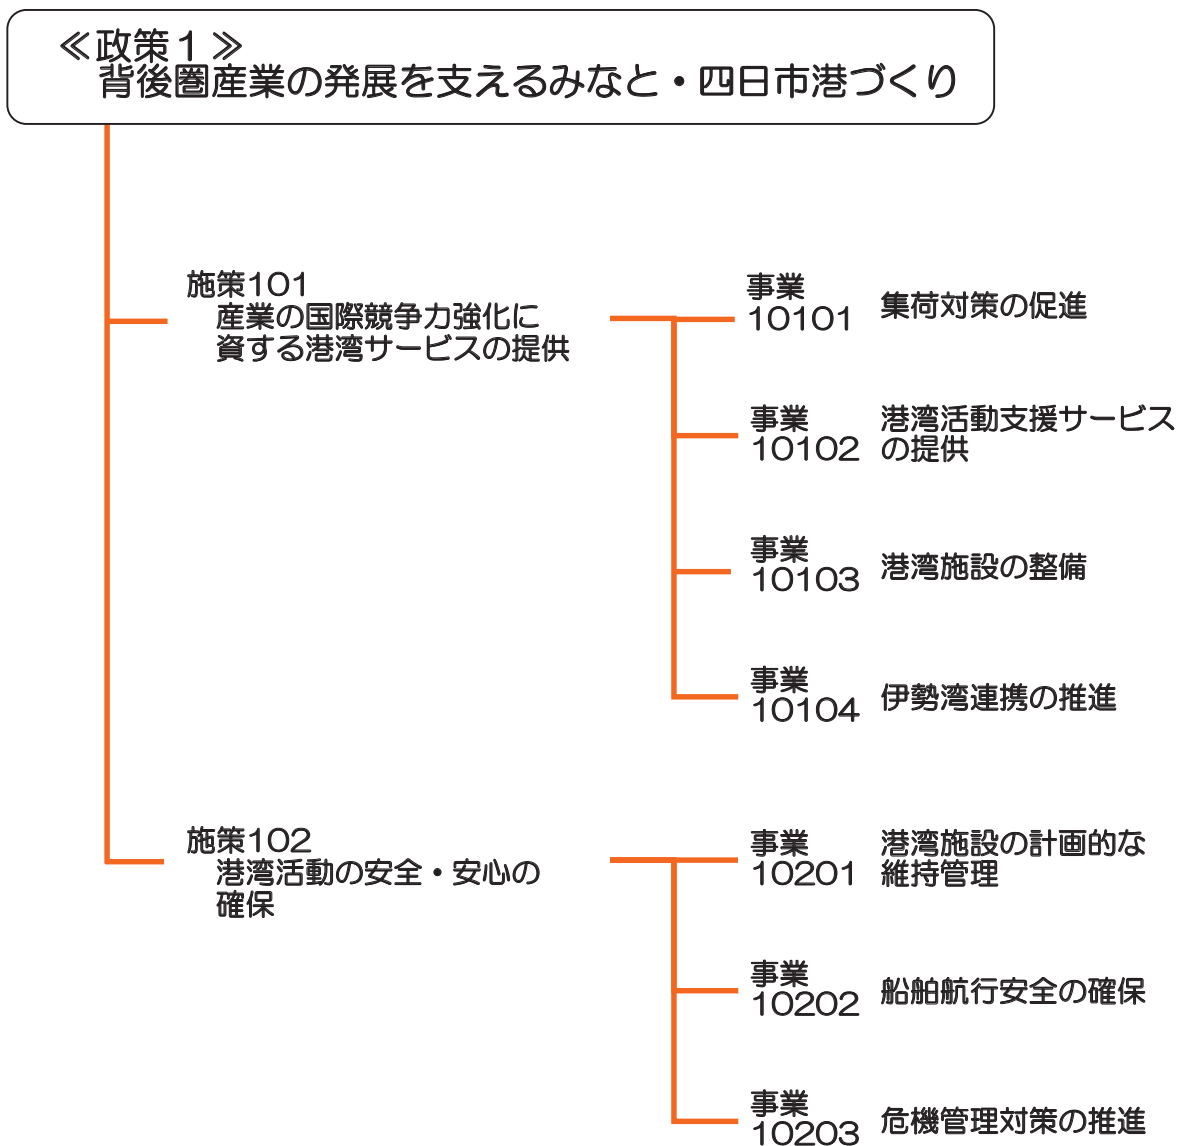 ≪政策１≫
背後圏産業の発展を支えるみなと・四日市港づくり
施策101
産業の国際競争力強化に
資する港湾サービスの提供
事業
10101
集荷対策の促進
事業
10102
港湾活動支援サービス
の提供
事業
10103
港湾施設の整備
事業
10104
伊勢湾連携の推進
施策102
港湾活動の安全・安心の
確保
事業
10201
港湾施設の計画的な
維持管理
事業
10202
船舶航行安全の確保
事業
10203
危機管理対策の推進